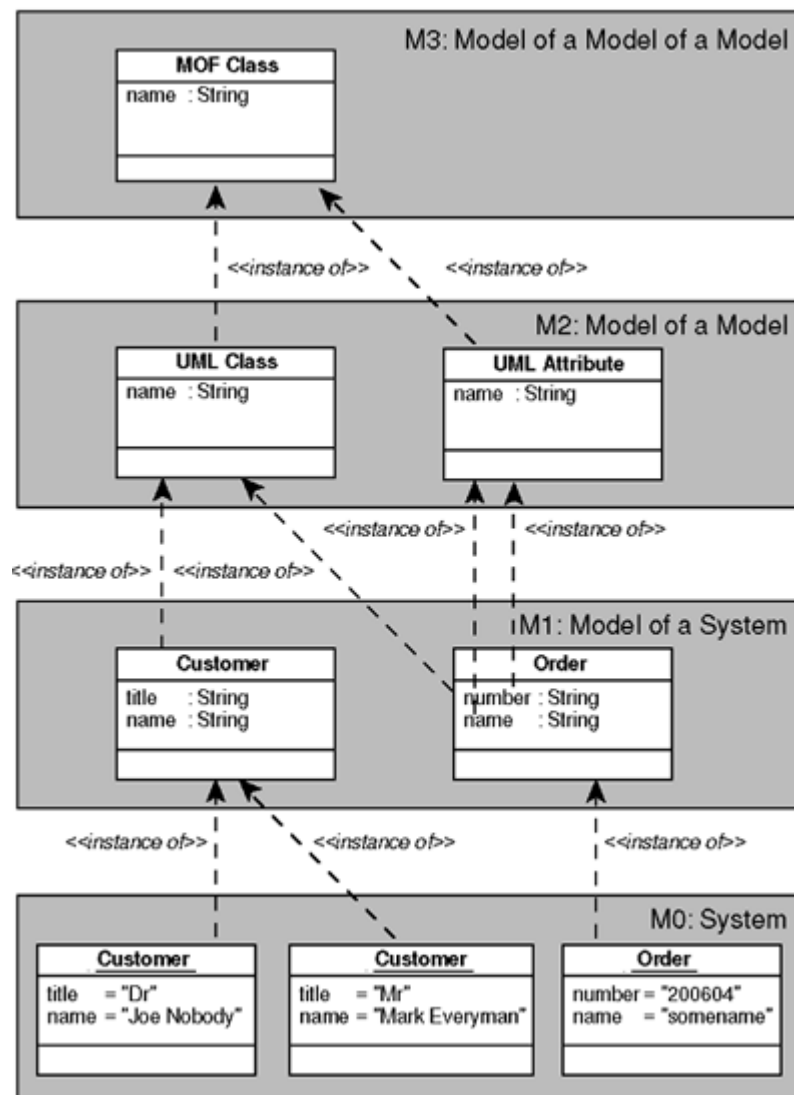 M3: Model of a Model of a Model
MOF Class
name : String
<<instance of>> <<instance of>>
M2: Model of a Model
UML Class
name : String
UML Attribute
name : String
<<instance of>> <<instance of>>
<<instance of>> <<instance of>>
M1: Model of a System
Customer
title : String
name : String
Order
number : String
name : String
<<instance of>> <<instance of>> <<instance of>>
M0: System
Customer
title = "Dr"
name = "Joe Nobody"
Customer
title = "Mr"
name = "Mark Everyman"
Order
number = "200604"
name = "somename"